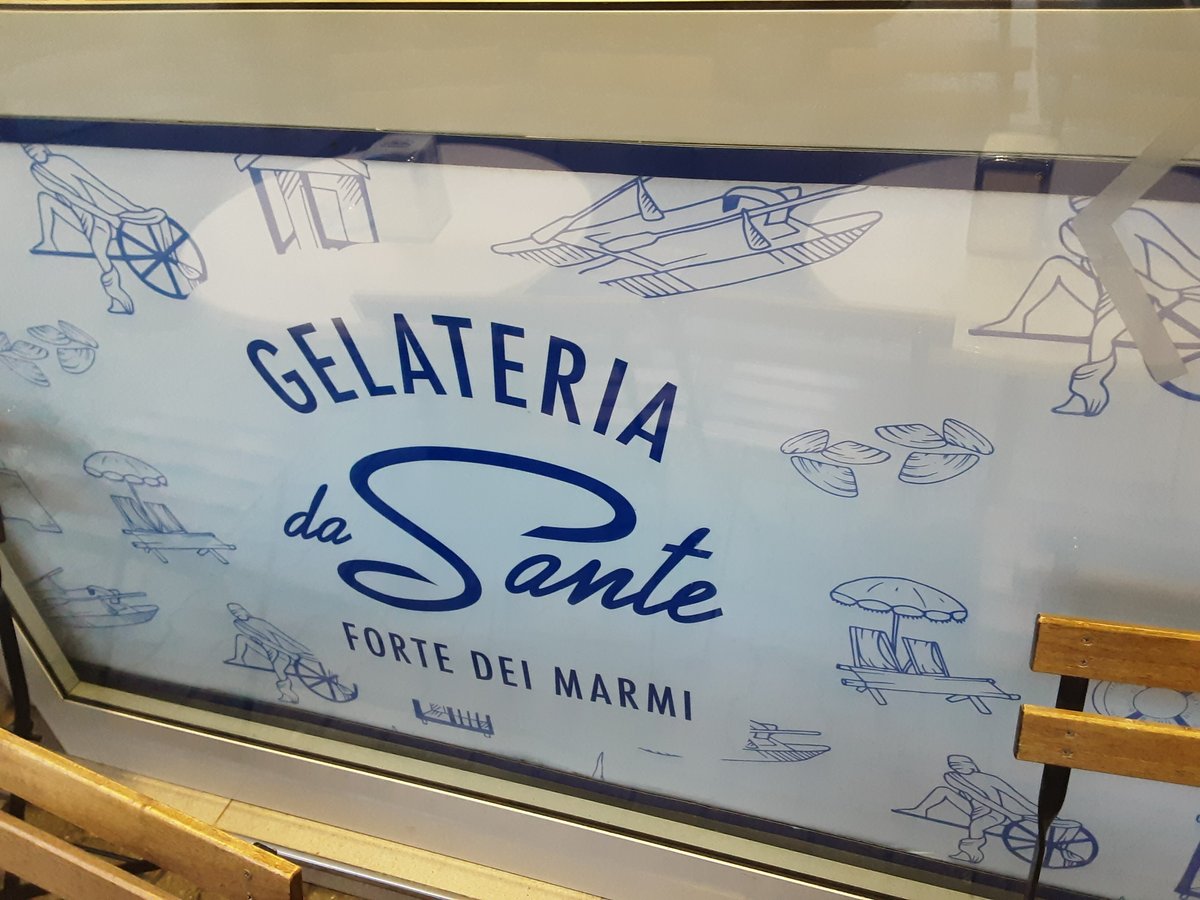 GELATERIA
da Sante
FORTE DEI MARMI